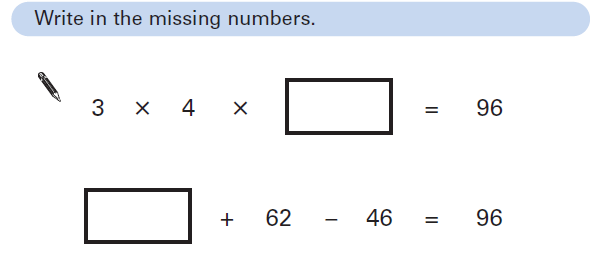 Write in the missing numbers.
3 × 4 × = 96
+ 62 − 46 = 96